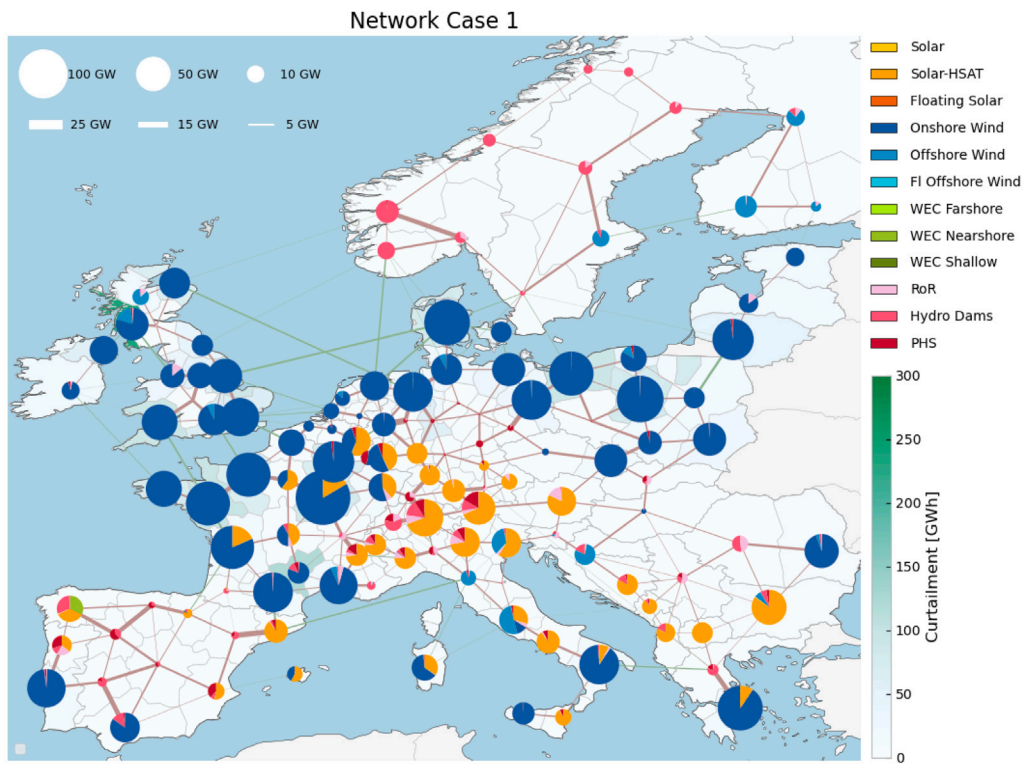 Network Case 1
100 GW 50 GW 10 GW
25 GW 15 GW 5 GW
Solar
Solar-HSAT
Floating Solar
Onshore Wind
Offshore Wind
Fl Offshore Wind
WEC Farshore
WEC Nearshore
WEC Shallow
RoR
Hydro Dams
PHS
300
250
200
150
100
50
0
Curtailment [GWh]